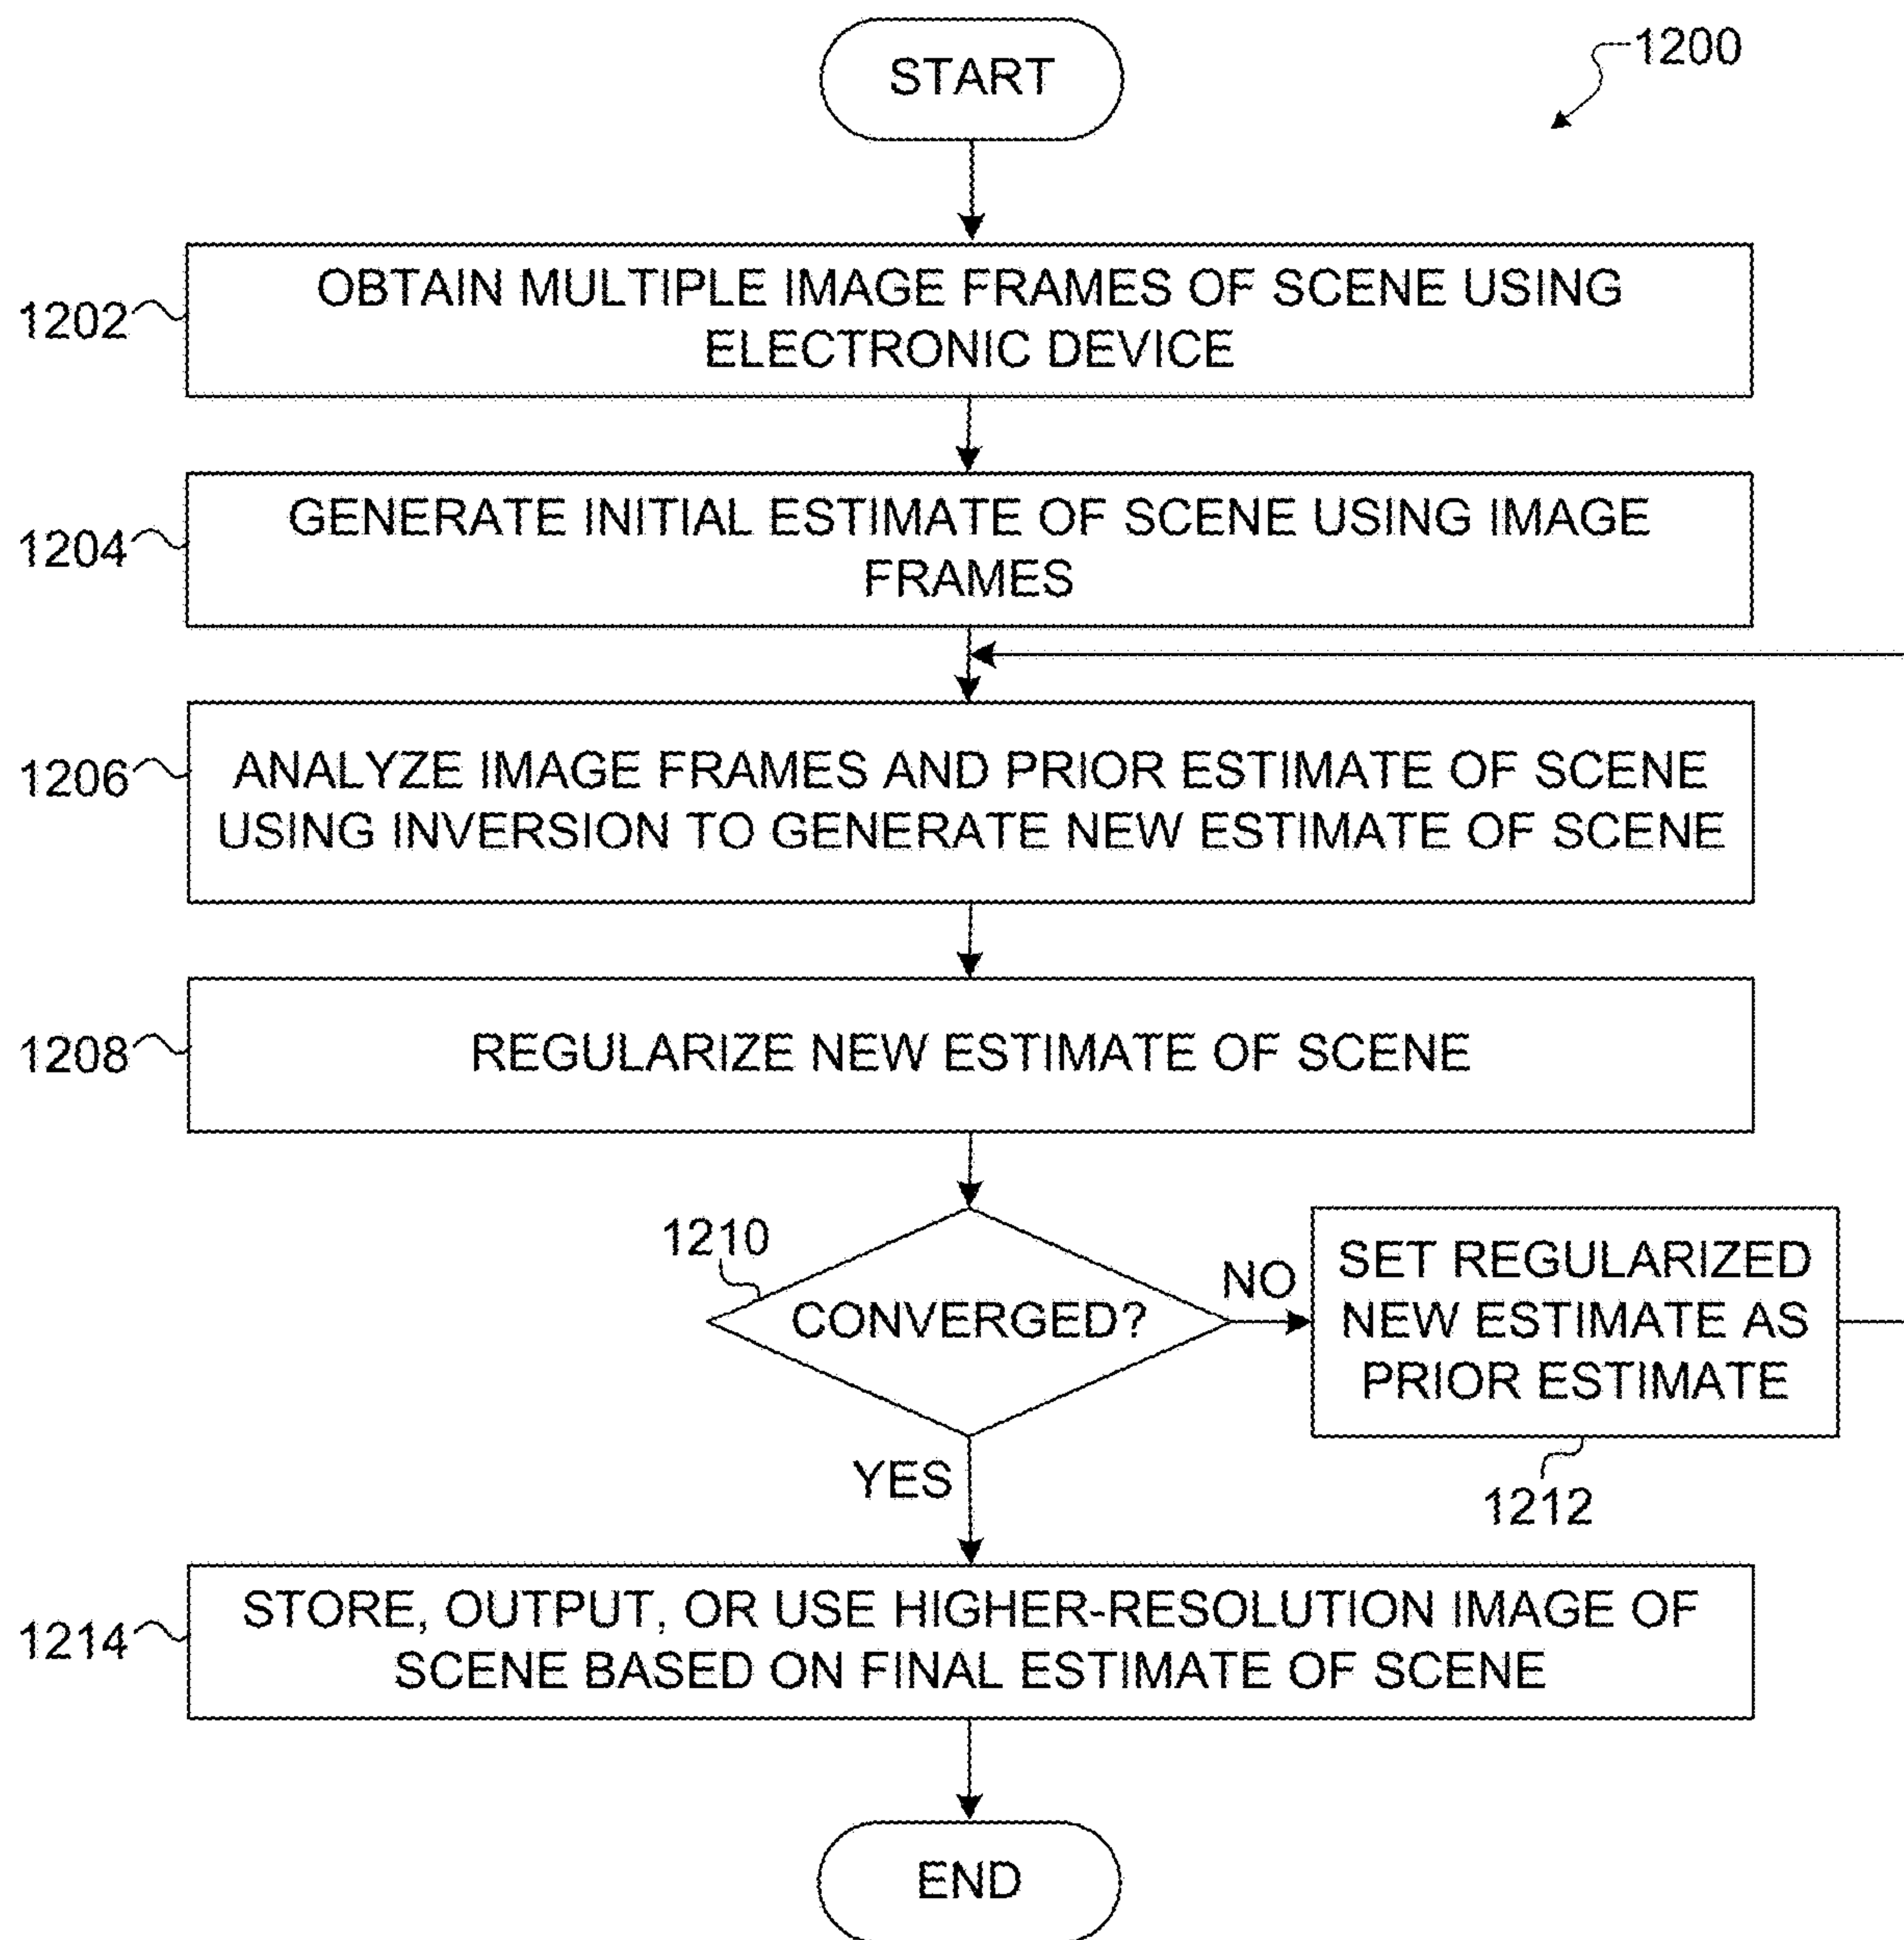 START
1200
1202
OBTAIN MULTIPLE IMAGE FRAMES OF SCENE USING
ELECTRONIC DEVICE
1204
GENERATE INITIAL ESTIMATE OF SCENE USING IMAGE
FRAMES
1206
ANALYZE IMAGE FRAMES AND PRIOR ESTIMATE OF SCENE
USING INVERSION TO GENERATE NEW ESTIMATE OF SCENE
1208
REGULARIZE NEW ESTIMATE OF SCENE
1210
CONVERGED?
NO
SET REGULARIZED
NEW ESTIMATE AS
PRIOR ESTIMATE
1212
YES
1214
STORE, OUTPUT, OR USE HIGHER-RESOLUTION IMAGE OF
SCENE BASED ON FINAL ESTIMATE OF SCENE
END